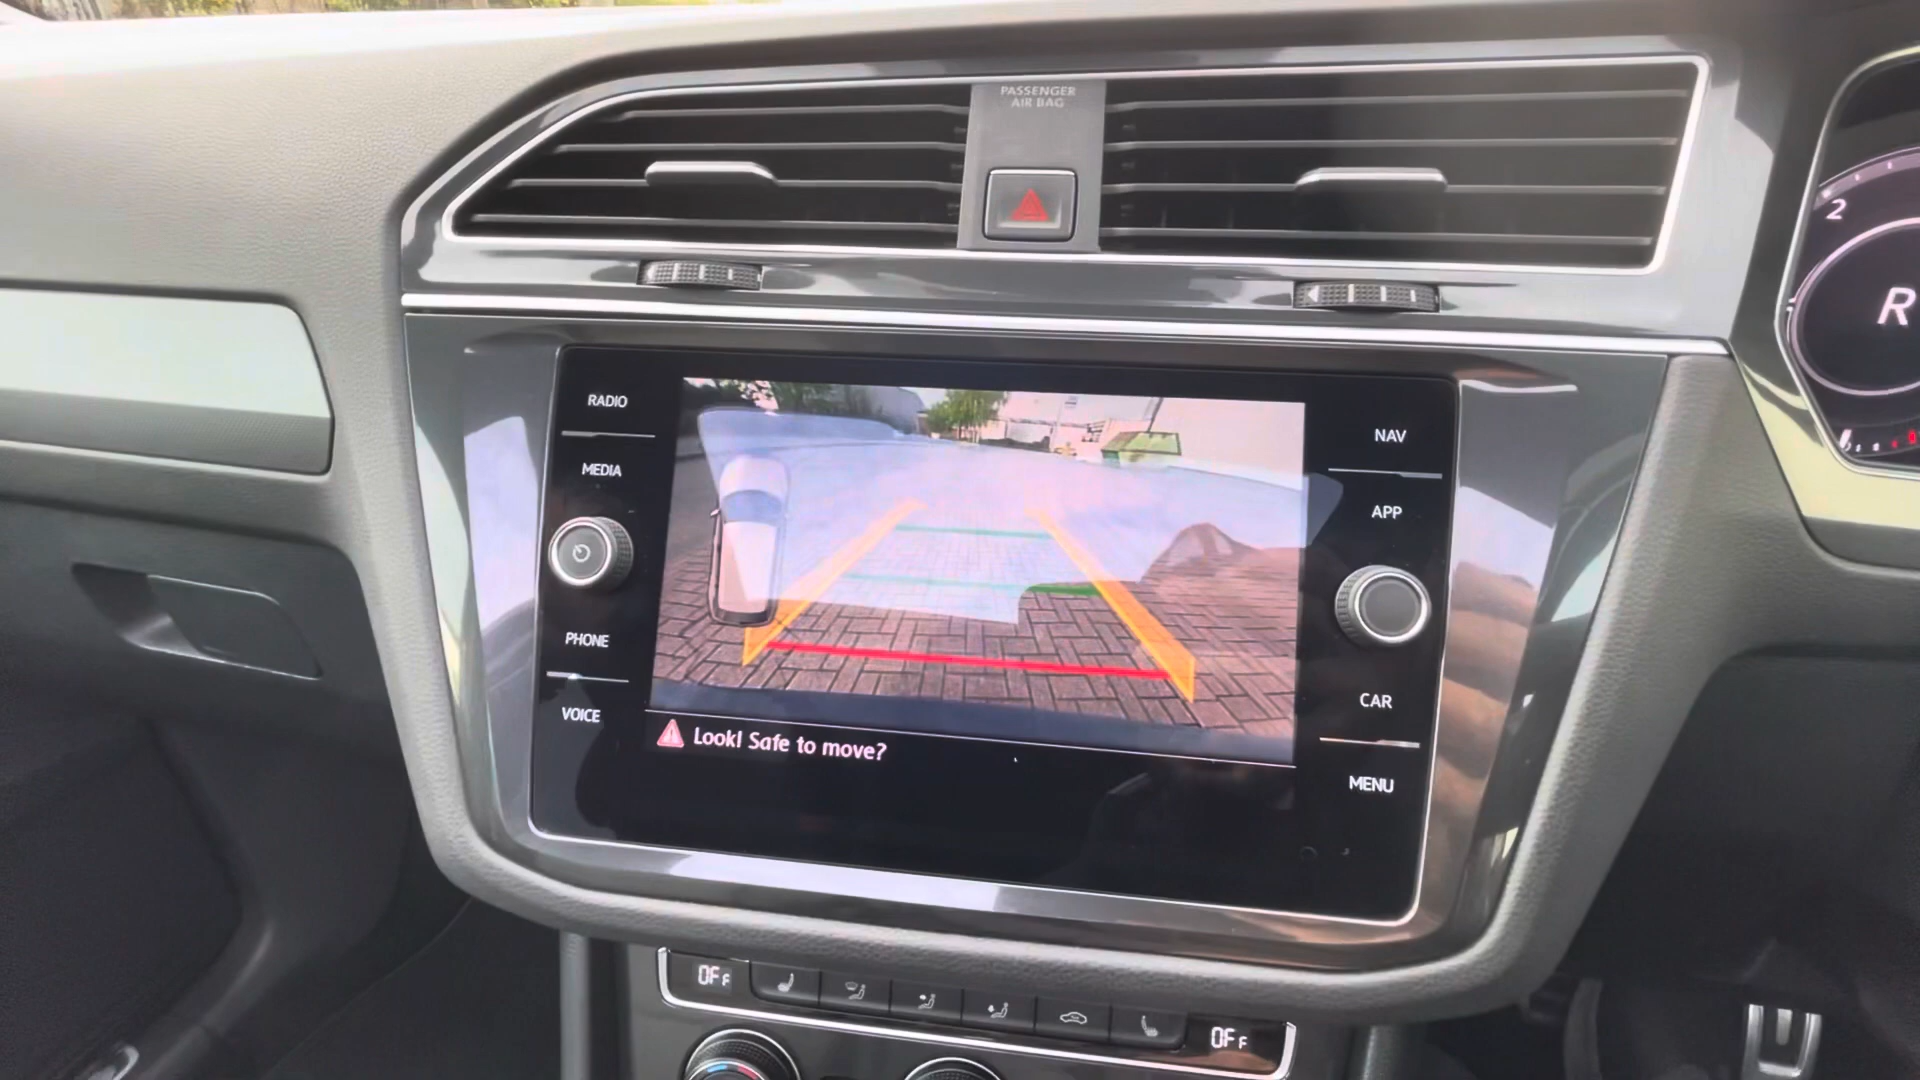 PASSENGER
AIR BAG
2
R
RADIO
MEDIA
PHONE
VOICE
NAV
APP
CAR
MENU
Look! Safe to move?
OFF
OFF